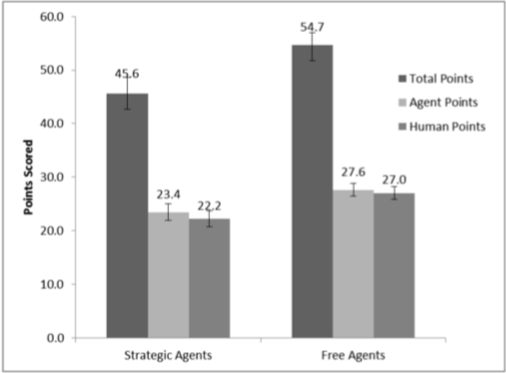 60.0
50.0
40.0
30.0
20.0
10.0
0.0
Points Scored
45.6
23.4
22.2
54.7
27.6
27.0
Total Points
Agent Points
Human Points
Strategic Agents
Free Agents